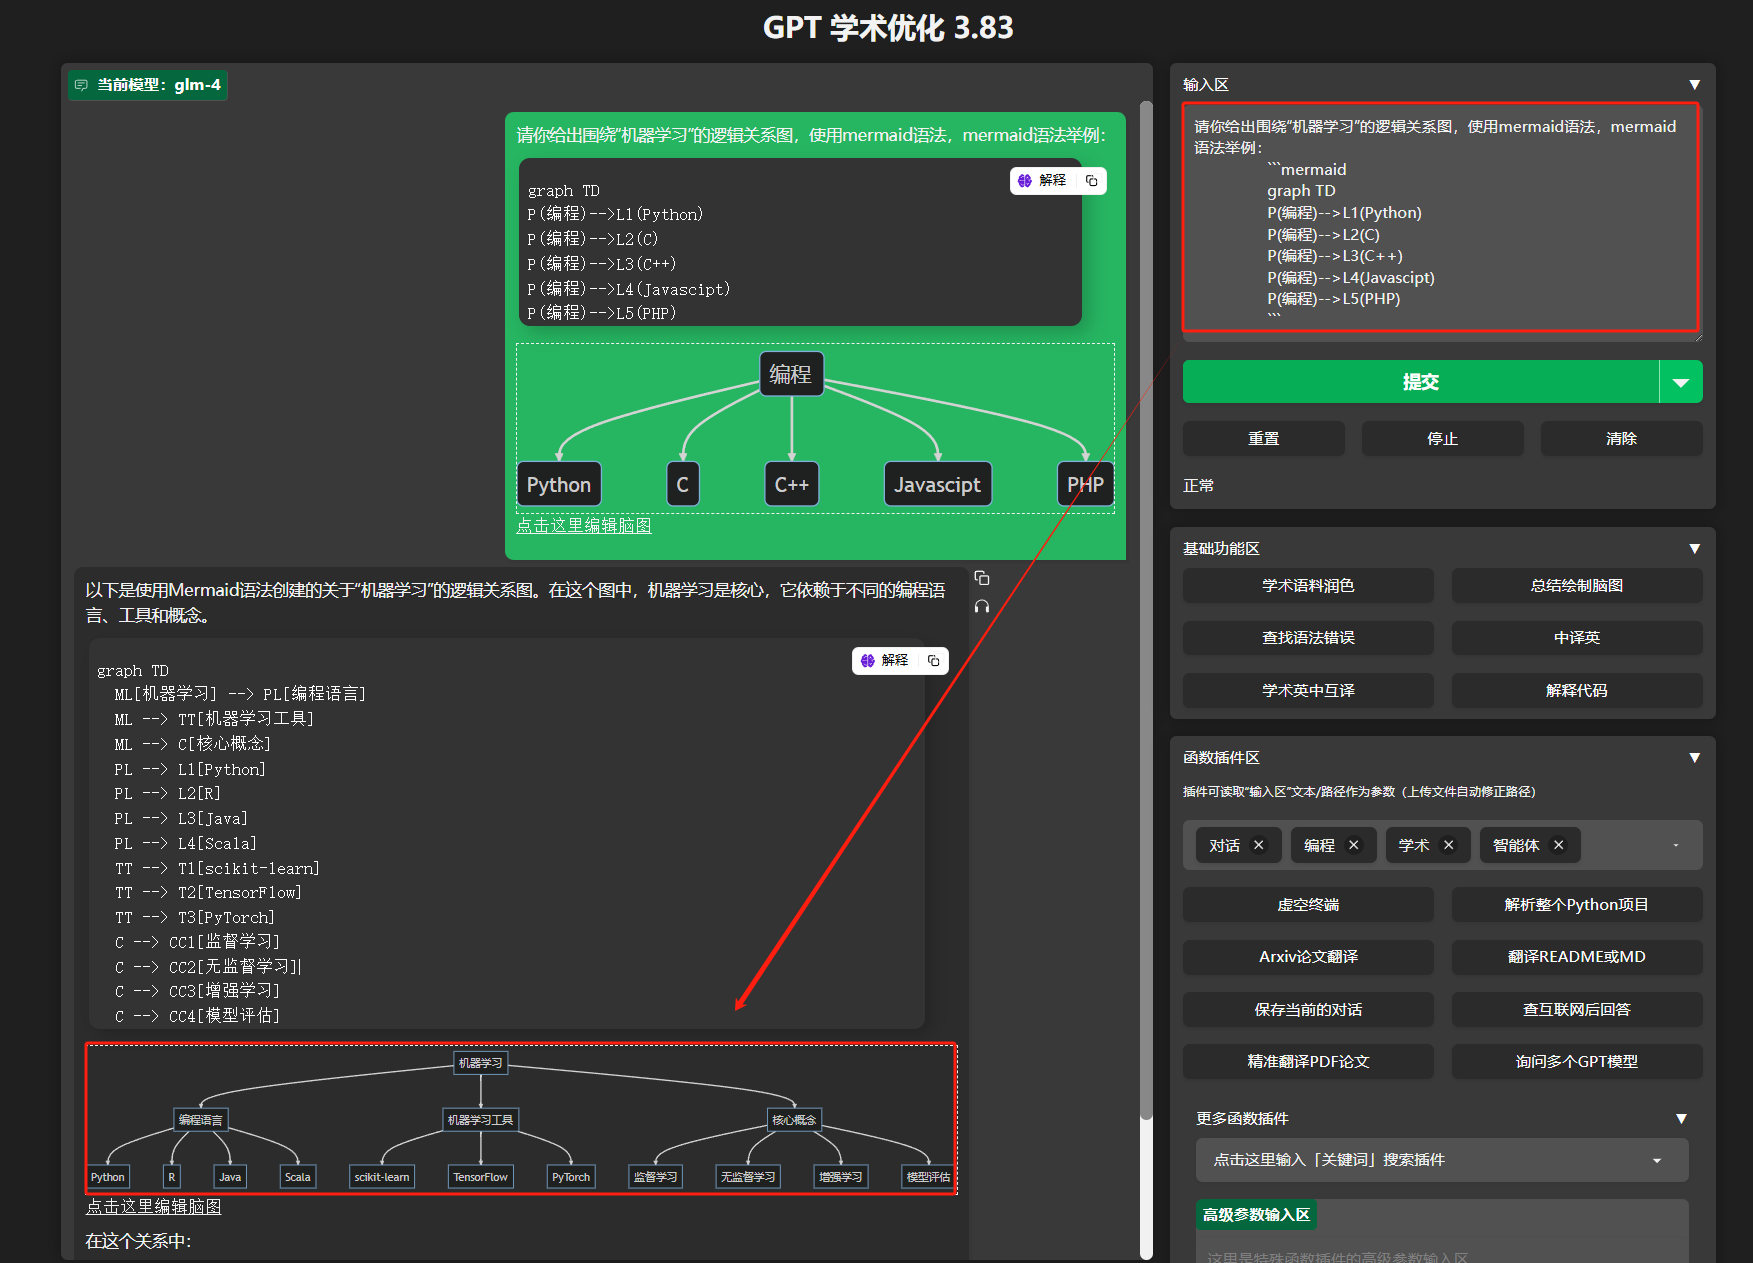 GPT 学术优化 3.83
当前模型：glm-4
请你给出围绕“机器学习”的逻辑关系图，使用mermaid语法，mermaid语法举例：
解释
graph TD
P(编程)-->L1(Python)
P(编程)-->L2(C)
P(编程)-->L3(C++)
P(编程)-->L4(Javascipt)
P(编程)-->L5(PHP)
编程
Python
C
C++
Javascipt
PHP
点击这里编辑脑图
以下是使用Mermaid语法创建的关于“机器学习”的逻辑关系图。在这个图中，机器学习是核心，它依赖于不同的编程语
言、工具和概念。
解释
graph TD
ML[机器学习] --> PL[编程语言]
ML --> TT[机器学习工具]
ML --> C[核心概念]
PL --> L1[Python]
PL --> L2[R]
PL --> L3[Java]
PL --> L4[Scala]
TT --> T1[scikit-learn]
TT --> T2[TensorFlow]
TT --> T3[PyTorch]
C --> CC1[监督学习]
C --> CC2[无监督学习]
C --> CC3[增强学习]
C --> CC4[模型评估]
机器学习
编程语言
机器学习工具
核心概念
Python
R
Java
Scala
scikit-learn
TensorFlow
PyTorch
监督学习
无监督学习
增强学习
模型评估
点击这里编辑脑图
在这个关系中：
输入区
请你给出围绕“机器学习”的逻辑关系图，使用mermaid语法，mermaid
语法举例：
```mermaid
graph TD
P(编程)-->L1(Python)
P(编程)-->L2(C)
P(编程)-->L3(C++)
P(编程)-->L4(Javascipt)
P(编程)-->L5(PHP)
```
提交
重置
停止
清除
正常
基础功能区
学术语料润色
总结绘制脑图
查找语法错误
中译英
学术英中互译
解释代码
函数插件区
插件可读取“输入区”文本/路径作为参数（上传文件自动修正路径）
对话
编程
学术
智能体
虚空终端
解析整个Python项目
Arxiv论文翻译
翻译README或MD
保存当前的对话
查互联网后回答
精准翻译PDF论文
询问多个GPT模型
更多函数插件
点击这里输入「关键词」搜索插件
高级参数输入区
这里是特殊函数插件的高级参数输入区